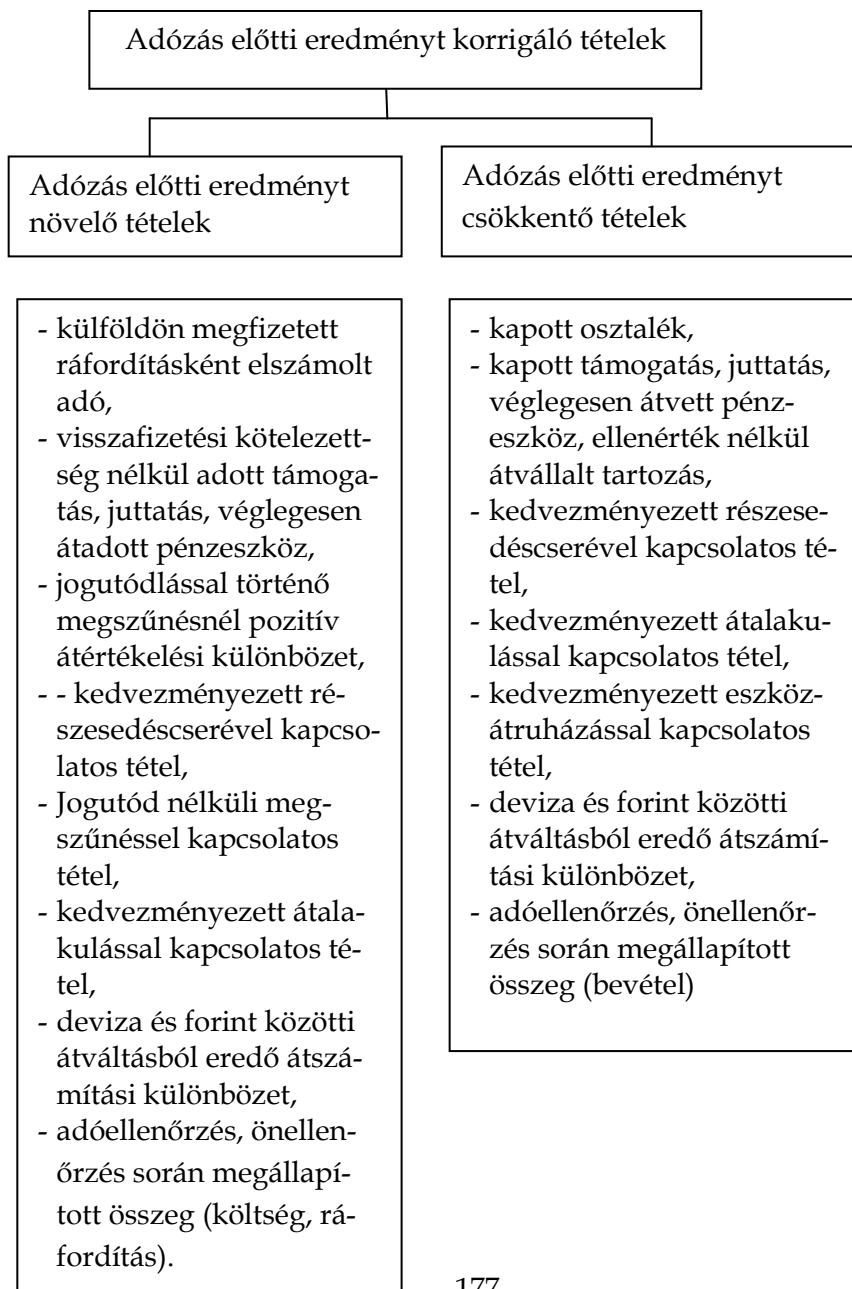 Adózás előtti eredményt korrigáló tételek
Adózás előtti eredményt
növelő tételek
Adózás előtti eredményt
csökkentő tételek
- külföldön megfizetett
ráfordításként elszámolt
adó,
- visszafizetési kötelezett-
ség nélkül adott támoga-
tás, juttatás, véglegesen
átadott pénzeszköz,
- jogutódlással történő
megszűnésnél pozitív
átértékelési különbözet,
- - kedvezményezett ré-
szesedéscserével kapcso-
latos tétel,
- Jogutód nélküli meg-
szűnéssel kapcsolatos
tétel,
- kedvezményezett átala-
kulással kapcsolatos té-
tel,
- deviza és forint közötti
átváltásból eredő átszá-
mítási különbözet,
- adóellenőrzés, önellen-
őrzés során megállapí-
tott összeg (költség, rá-
fordítás).
- kapott osztalék,
- kapott támogatás, juttatás,
véglegesen átvett pénz-
eszköz, ellenérték nélkül
átvállalt tartozás,
- kedvezményezett részese-
déscserével kapcsolatos té-
tel,
- kedvezményezett átalaku-
lással kapcsolatos tétel,
- kedvezményezett eszköz-
átruházással kapcsolatos
tétel,
- deviza és forint közötti
átváltásból eredő átszámí-
tási különbözet,
- adóellenőrzés, önellenőr-
zés során megállapított
összeg (bevétel)
177